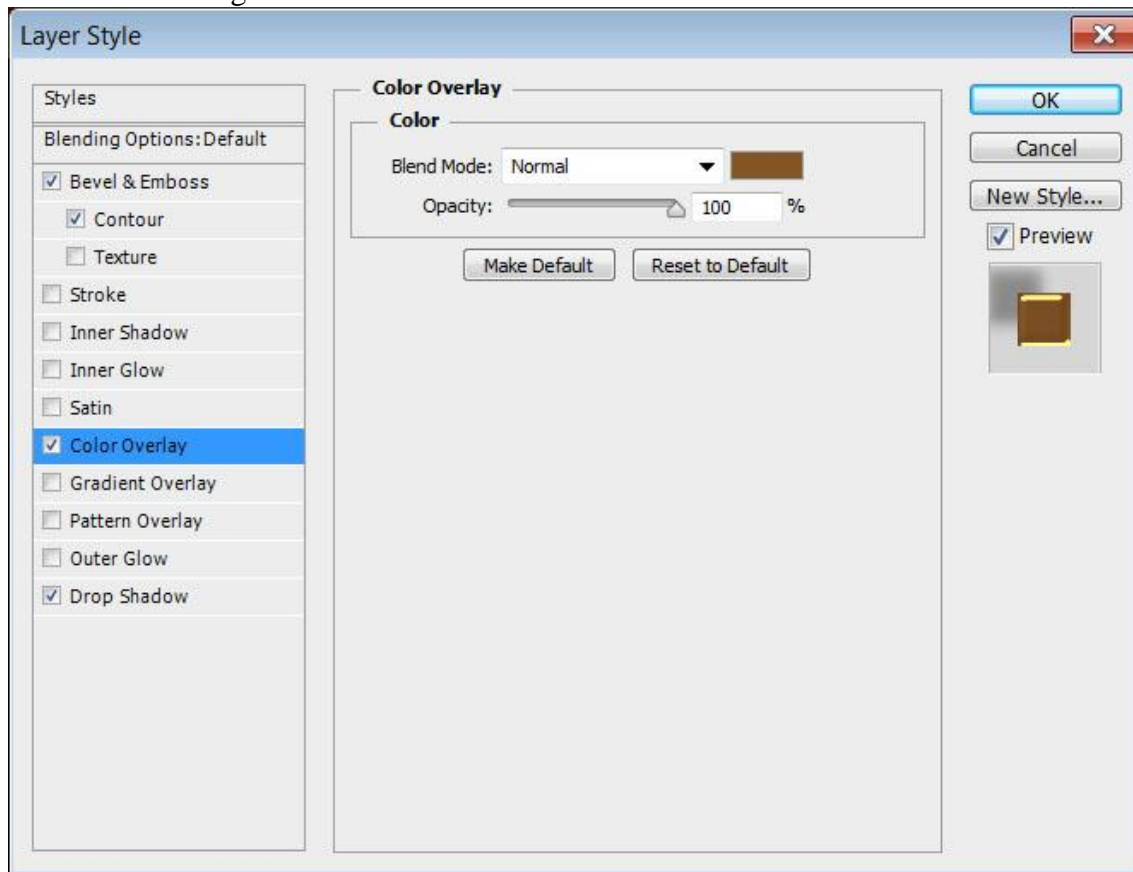 Layer Style
Styles
Blending Options:Default
Bevel & Emboss
Contour
Texture
Stroke
Inner Shadow
Inner Glow
Satin
Color Overlay
Gradient Overlay
Pattern Overlay
Outer Glow
Drop Shadow
Color Overlay
Color
Blend Mode: Normal
Opacity: 100 %
Make Default Reset to Default
OK
Cancel
New Style...
Preview